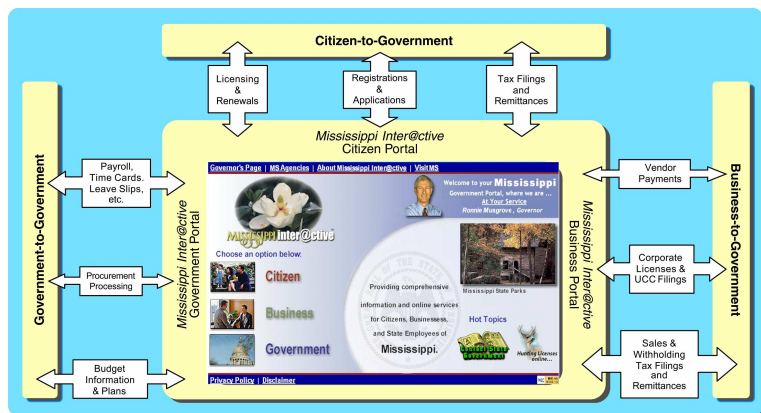 Citizen-to-Government
Licensing
&
Renewals
Registrations
&
Applications
Tax Filings
and
Remittances
Mississippi Inter@ctive
Citizen Portal
Government-to-Government
Payroll,
Time Cards.
Leave Slips,
etc.
Procurement
Processing
Budget
Information
& Plans
Mississippi Inter@ctive
Government Portal
Governor's Page | MS Agencies | About Mississippi Inter@ctive | Visit MS
Welcome to your Mississippi
Government Portal, where we are ...
At Your Service
Ronnie Musgrove , Governor
MISSISSIPPI inter@ctive
Choose an option below:
Citizen
Business
Government
Providing comprehensive
information and online services
for Citizens, Businessess,
and State Employees of
Mississippi.
Mississippi State Parks
Hot Topics
Contact State
Government
Hunting Licenses
online...
Privacy Policy | Disclaimer
Mississippi Inter@ctive
Business Portal
Vendor
Payments
Corporate
Licenses &
UCC Filings
Sales &
Withholding
Tax Filings
and
Remittances
Business-to-Government